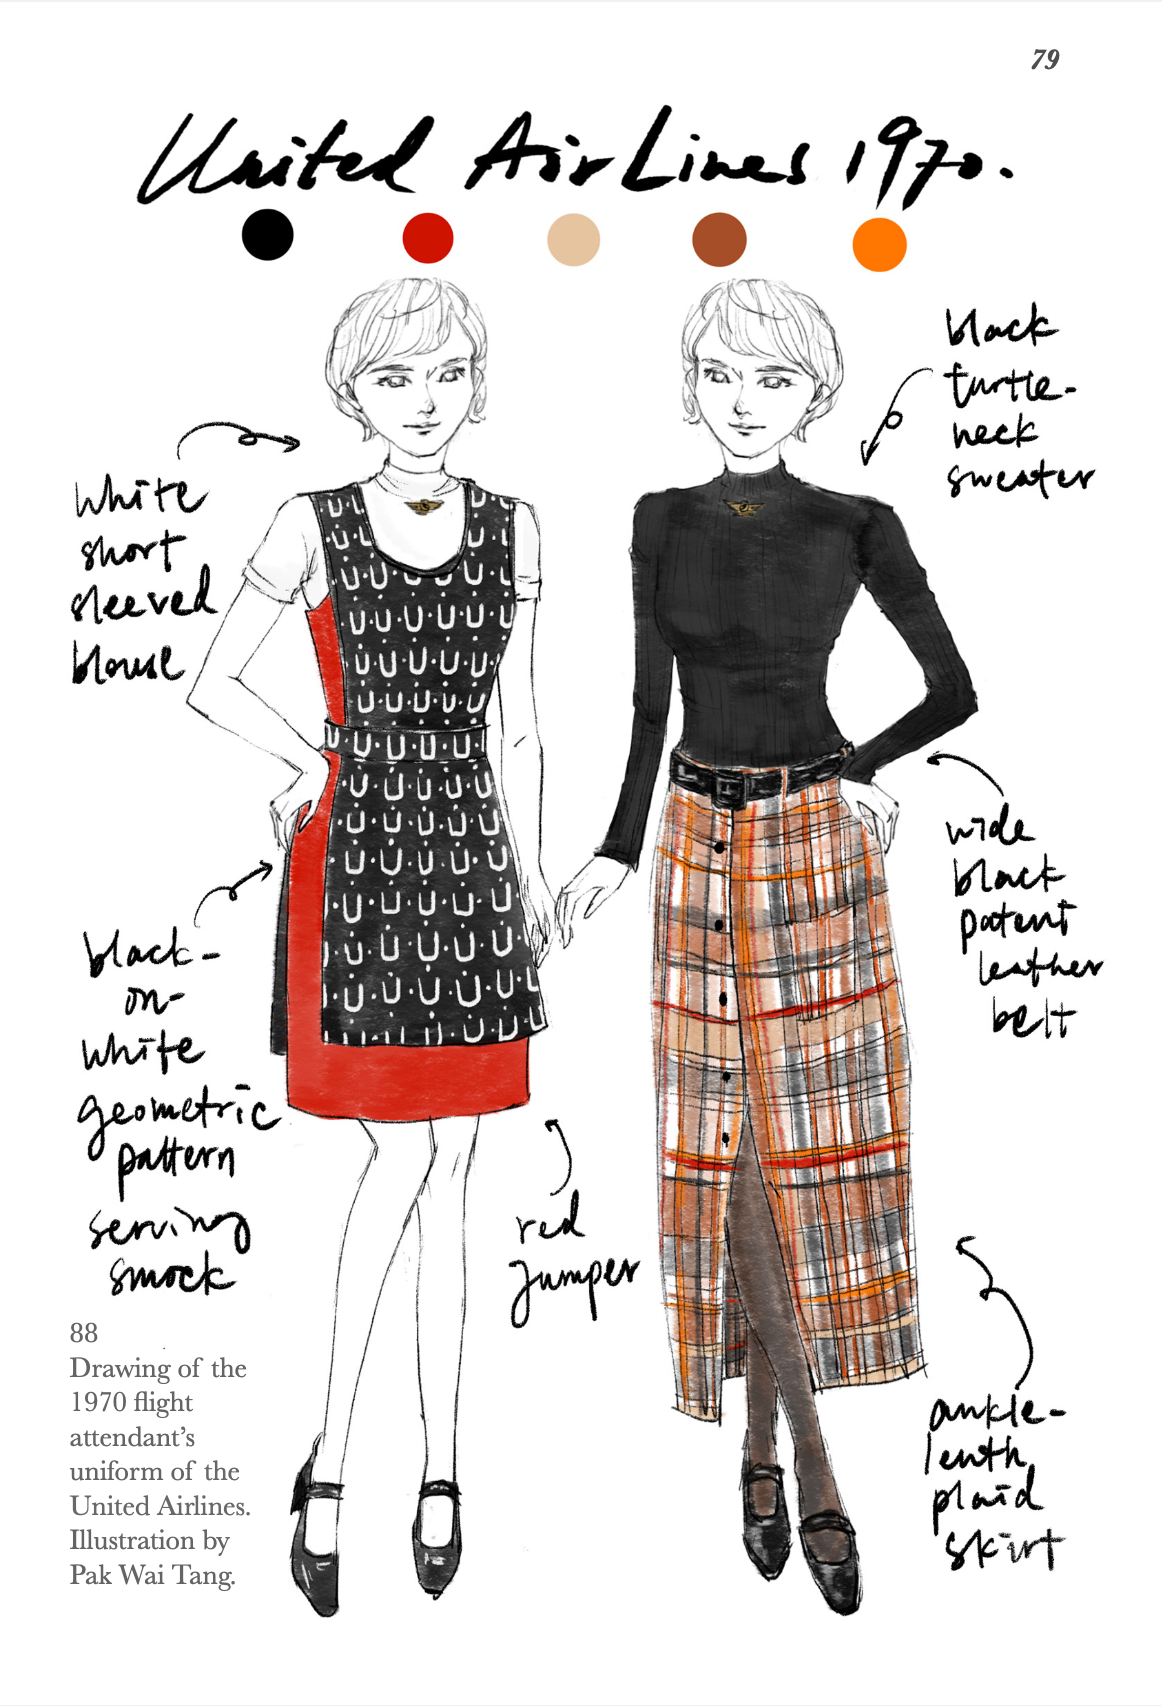 79
United AirLines 1970.
black
turtle-
neck
sweater
white
short
sleeved
blouse
wide
black
patent
leather
belt
black-
on-
white
geometric
pattern
serving
smock
red
jumper
ankle-
lenth
plaid
skirt
88
Drawing of the
1970 flight
attendant’s
uniform of the
United Airlines.
Illustration by
Pak Wai Tang.